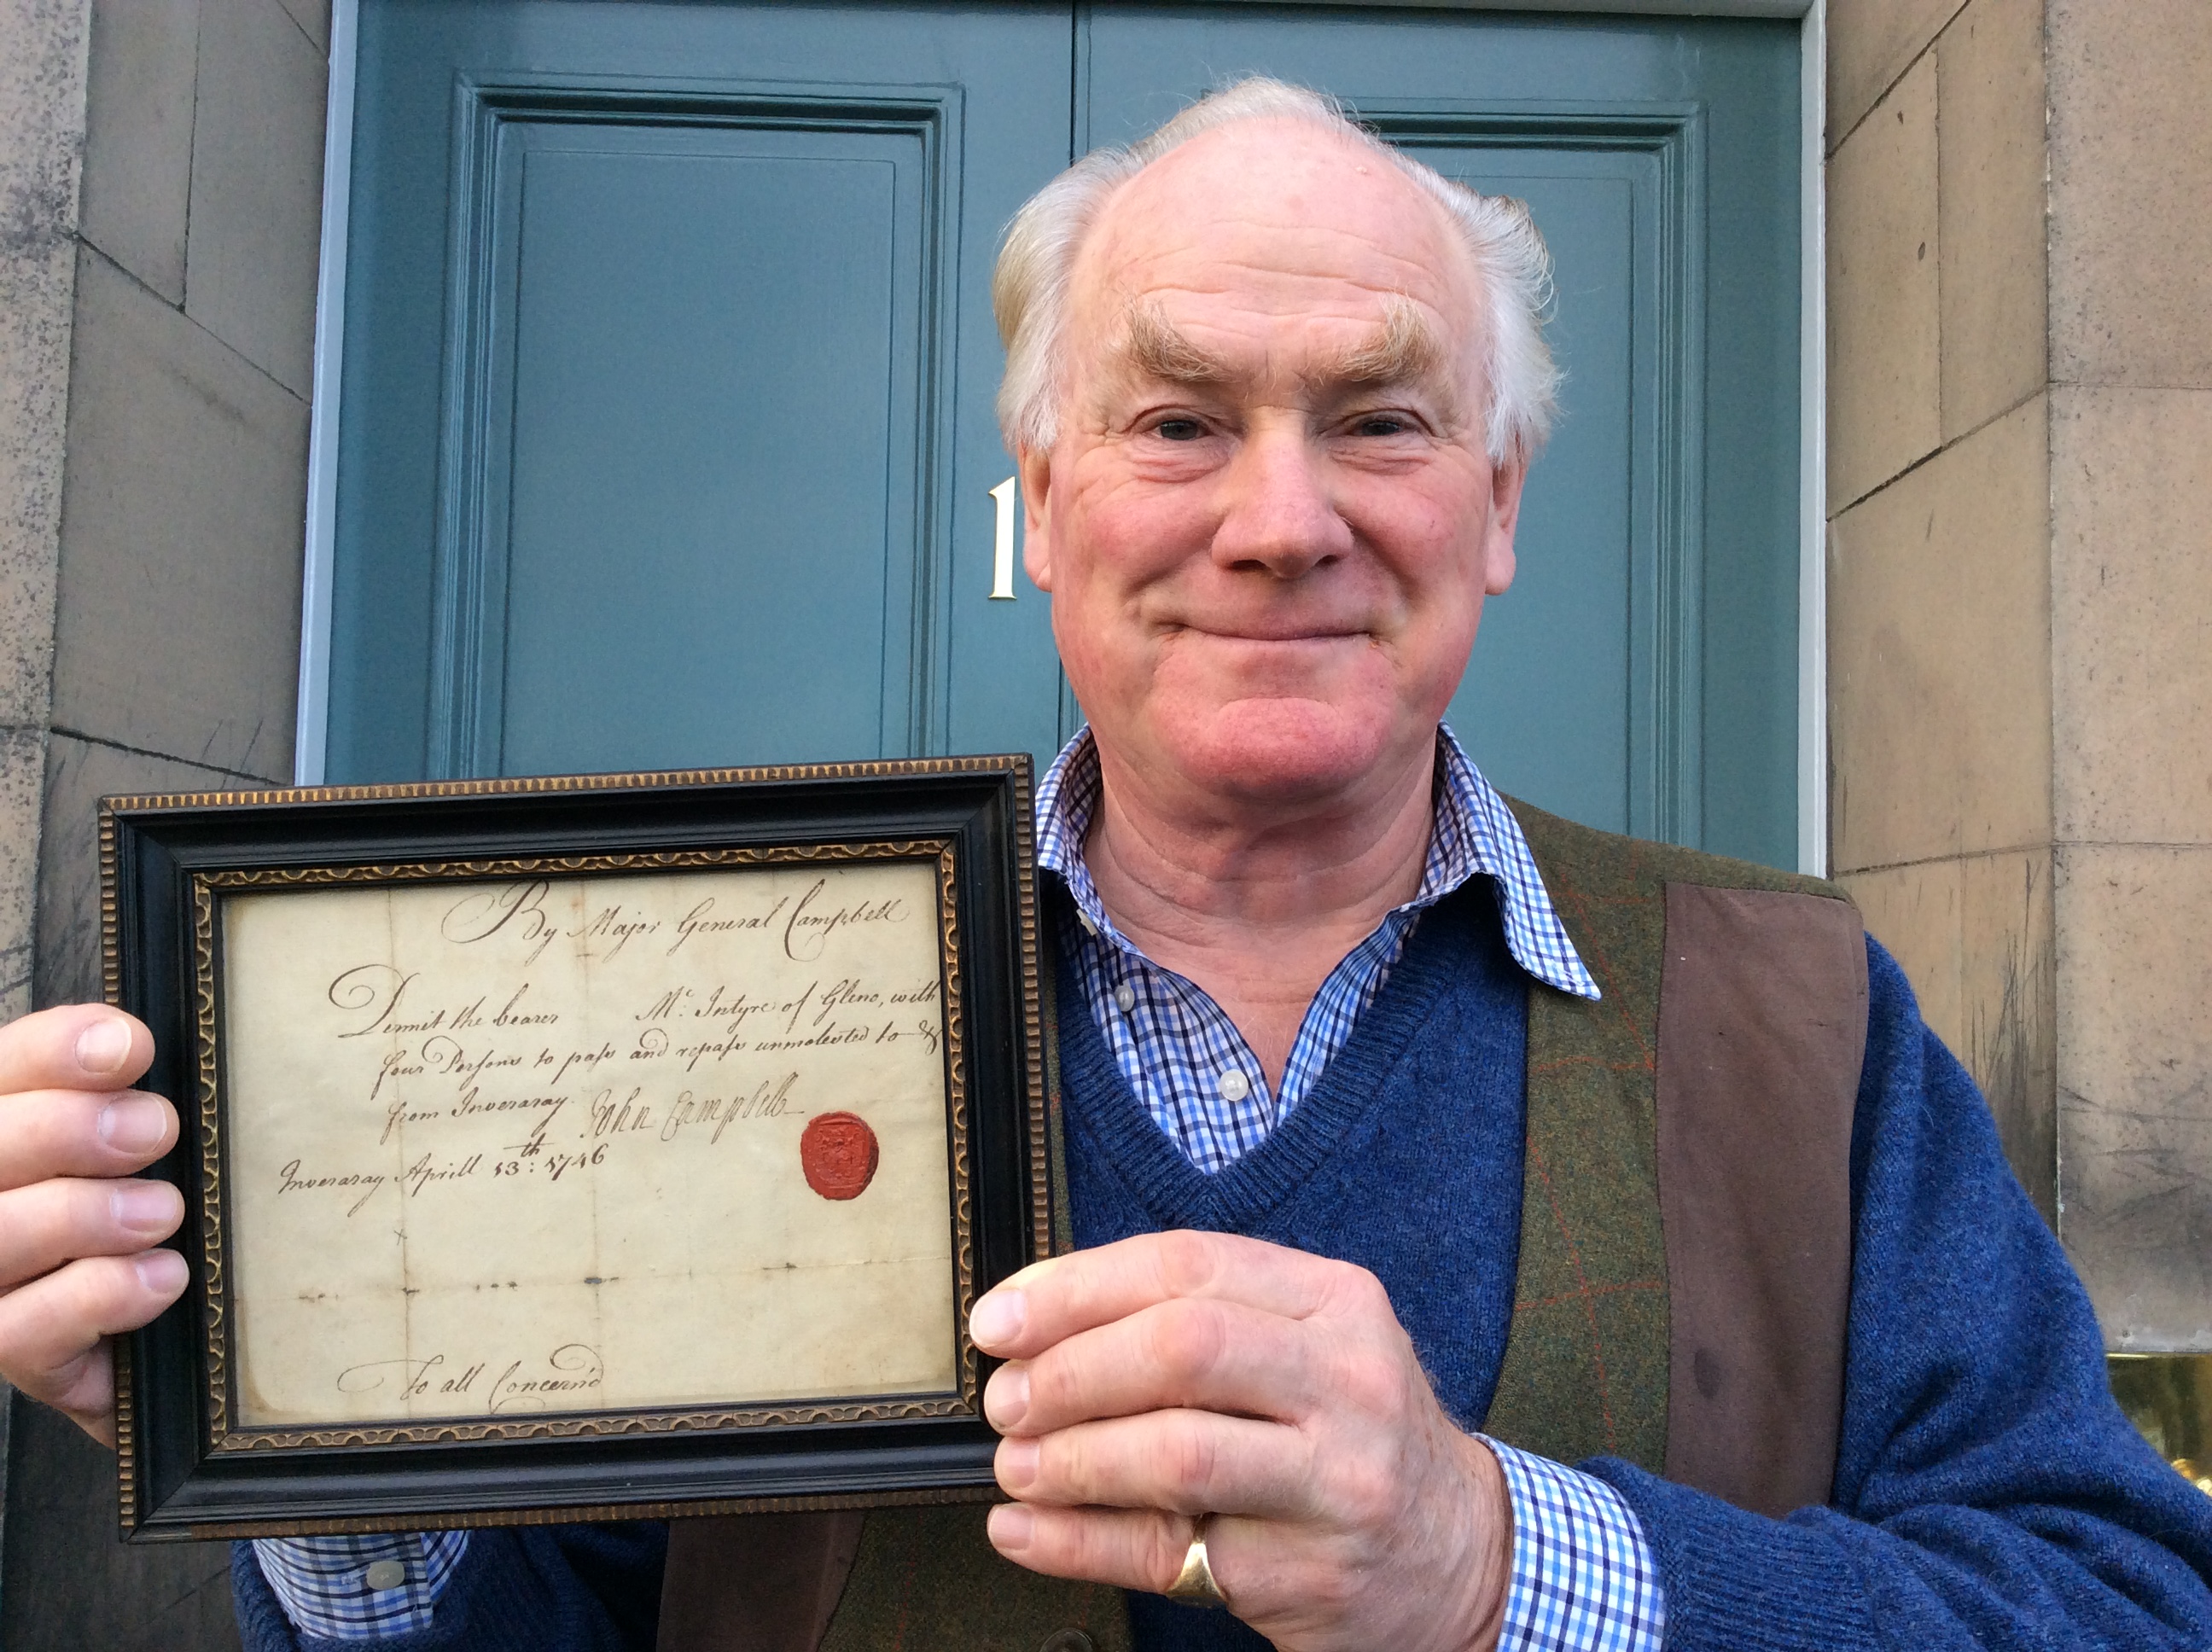 1
By Major General Campbell
Permit the bearer Mc. Intyre of Gleno, with
four Persons to pass and repass unmolested to &
from Inveraray. John Campbell
Inveraray Aprill 13th: 1746
To all Concern'd